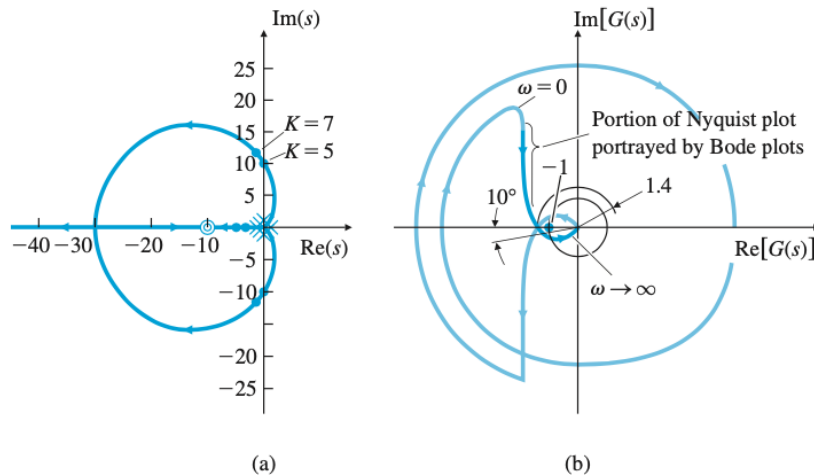 Im(s)
25
20
15
10
5
K = 7
K = 5
−40 −30 −20 −10
Re(s)
−5
−10
−20
−25
(a)
Im[G(s)]
ω = 0
Portion of Nyquist plot
portrayed by Bode plots
−1
1.4
10°
Re[G(s)]
ω → ∞
(b)